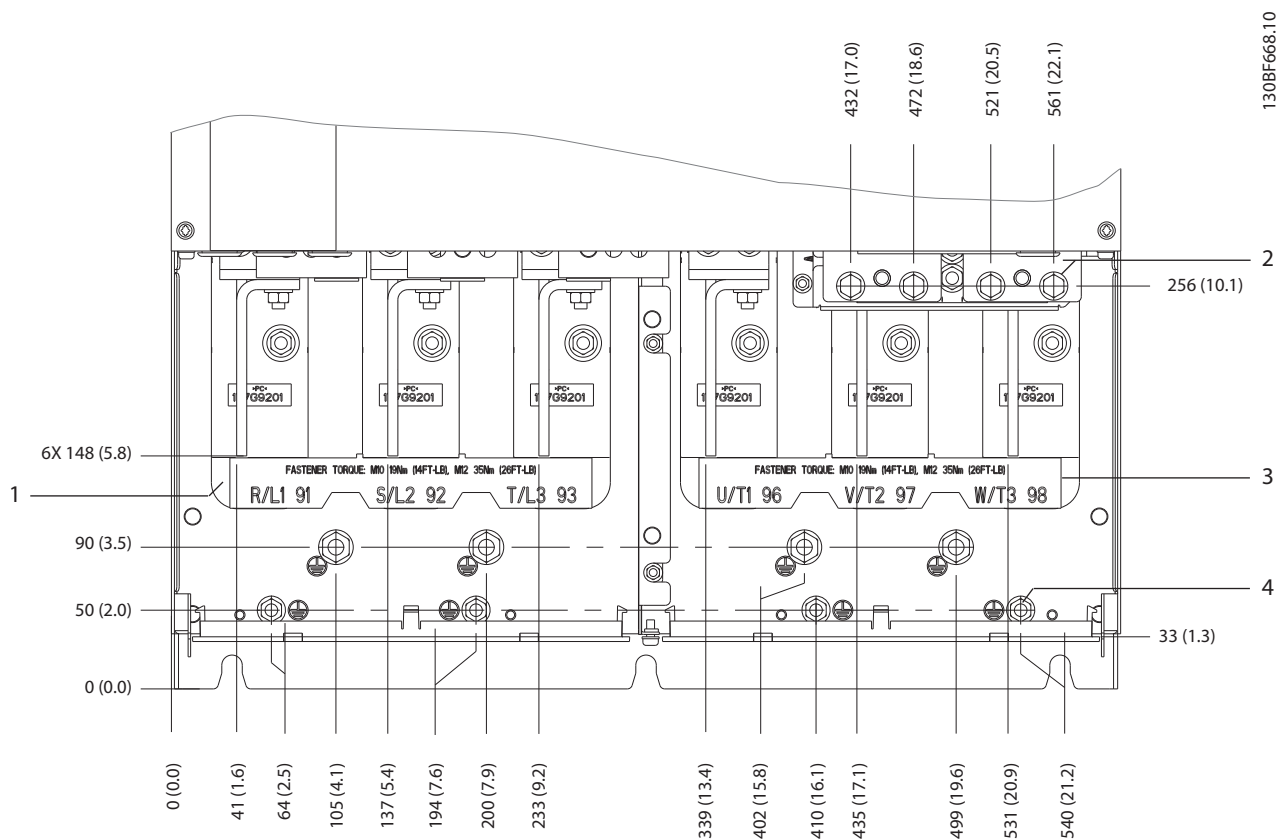 130BF668.10
432 (17.0)
472 (18.6)
521 (20.5)
561 (22.1)
2
256 (10.1)
›PC‹
›PC‹
›PC‹
›PC‹
›PC‹
›PC‹
6X 148 (5.8)
FASTENER TORQUE: M10 19Nm (14FT-LB), M12 35Nm (26FT-LB)
FASTENER TORQUE: M10 19Nm (14FT-LB), M12 35Nm (26FT-LB)
1
R/L1 91 S/L2 92 T/L3 93
U/T1 96 V/T2 97 W/T3 98
3
90 (3.5)
50 (2.0)
4
33 (1.3)
0 (0.0)
0 (0.0)
41 (1.6)
64 (2.5)
105 (4.1)
137 (5.4)
194 (7.6)
200 (7.9)
233 (9.2)
339 (13.4)
402 (15.8)
410 (16.1)
435 (17.1)
499 (19.6)
531 (20.9)
540 (21.2)